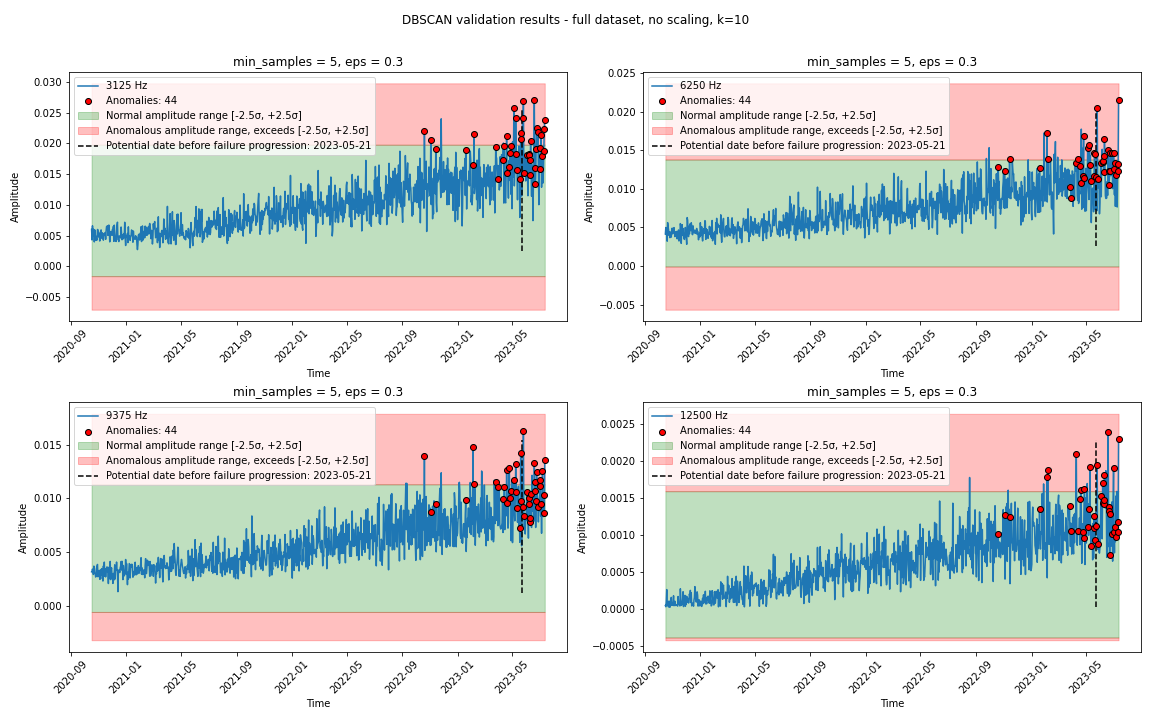 DBSCAN validation results - full dataset, no scaling, k=10
min_samples = 5, eps = 0.3
3125 Hz
Anomalies: 44
Normal amplitude range [-2.5σ, +2.5σ]
Anomalous amplitude range, exceeds [-2.5σ, +2.5σ]
Potential date before failure progression: 2023-05-21
0.030
0.025
0.020
0.015
0.010
0.005
0.000
−0.005
Amplitude
2020-09
2021-01
2021-05
2021-09
2022-01
2022-05
2022-09
2023-01
2023-05
Time
min_samples = 5, eps = 0.3
6250 Hz
Anomalies: 44
Normal amplitude range [-2.5σ, +2.5σ]
Anomalous amplitude range, exceeds [-2.5σ, +2.5σ]
Potential date before failure progression: 2023-05-21
0.025
0.020
0.015
0.010
0.005
0.000
−0.005
Amplitude
2020-09
2021-01
2021-05
2021-09
2022-01
2022-05
2022-09
2023-01
2023-05
Time
min_samples = 5, eps = 0.3
9375 Hz
Anomalies: 44
Normal amplitude range [-2.5σ, +2.5σ]
Anomalous amplitude range, exceeds [-2.5σ, +2.5σ]
Potential date before failure progression: 2023-05-21
0.015
0.010
0.005
0.000
Amplitude
2020-09
2021-01
2021-05
2021-09
2022-01
2022-05
2022-09
2023-01
2023-05
Time
min_samples = 5, eps = 0.3
12500 Hz
Anomalies: 44
Normal amplitude range [-2.5σ, +2.5σ]
Anomalous amplitude range, exceeds [-2.5σ, +2.5σ]
Potential date before failure progression: 2023-05-21
0.0025
0.0020
0.0015
0.0010
0.0005
0.0000
−0.0005
Amplitude
2020-09
2021-01
2021-05
2021-09
2022-01
2022-05
2022-09
2023-01
2023-05
Time